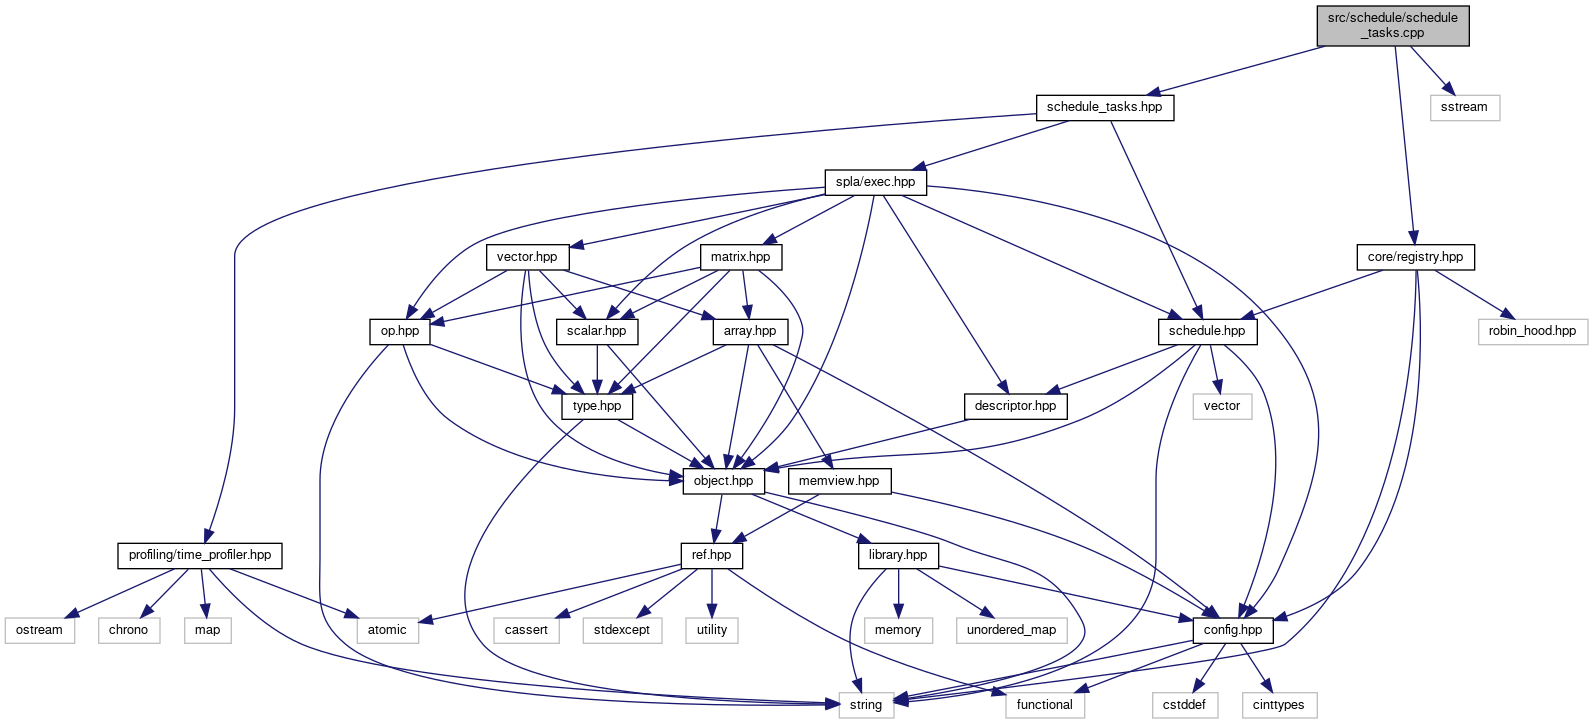 src/schedule/schedule
_tasks.cpp
schedule_tasks.hpp
sstream
spla/exec.hpp
vector.hpp
matrix.hpp
core/registry.hpp
op.hpp
scalar.hpp
array.hpp
schedule.hpp
robin_hood.hpp
type.hpp
descriptor.hpp
vector
object.hpp
memview.hpp
profiling/time_profiler.hpp
ref.hpp
library.hpp
ostream
chrono
map
atomic
cassert
stdexcept
utility
memory
unordered_map
config.hpp
string
functional
cstddef
cinttypes